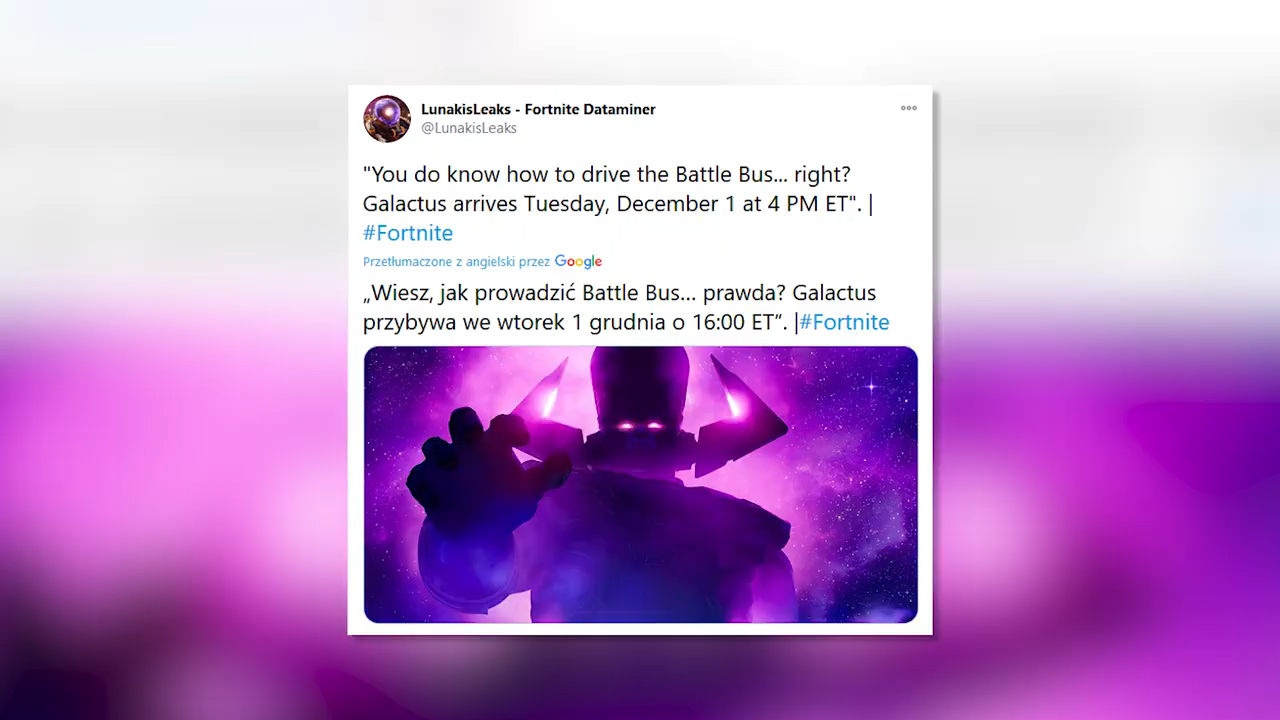 LunakisLeaks - Fortnite Dataminer
@LunakisLeaks
"You do know how to drive the Battle Bus... right?
Galactus arrives Tuesday, December 1 at 4 PM ET". |
#Fortnite
Przetłumaczone z angielski przez Google
„Wiesz, jak prowadzić Battle Bus... prawda? Galactus
przybywa we wtorek 1 grudnia o 16:00 ET”. |#Fortnite